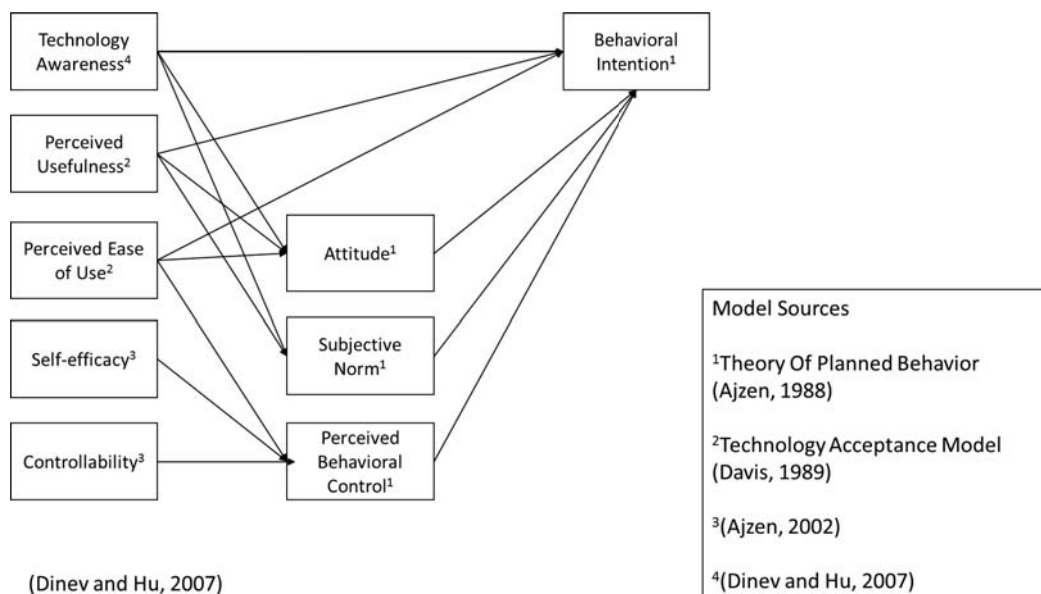 Technology
Awareness⁴
Behavioral
Intention¹
Perceived
Usefulness²
Perceived Ease
of Use²
Attitude¹
Self-efficacy³
Subjective
Norm¹
Controllability³
Perceived
Behavioral
Control¹
Model Sources
¹Theory Of Planned Behavior
(Ajzen, 1988)
²Technology Acceptance Model
(Davis, 1989)
³(Ajzen, 2002)
⁴(Dinev and Hu, 2007)
(Dinev and Hu, 2007)